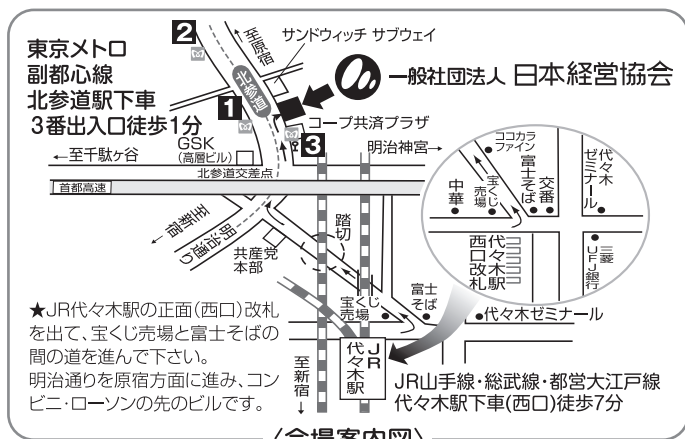 東京メトロ
副都心線
北参道駅下車
3番出入口徒歩1分
2
至原宿
サンドウィッチ サブウェイ
北参道
一般社団法人 日本経営協会
1
3
コープ共済プラザ
GSK
(高層ビル)
←至千駄ヶ谷
明治神宮→
北参道交差点
首都高速
至新宿
明治通り
共産党
本部
踏切
ココカラ
ファイン
中華
宝くじ
売場
富士そば
交番
代々木
ゼミナール
代々木駅
西口改札
三菱
UFJ銀行
宝くじ
売場
富士
そば
代々木ゼミナール
JR
代々木駅
至新宿
★JR代々木駅の正面(西口)改札
を出て、宝くじ売場と富士そばの
間の道を進んで下さい。
明治通りを原宿方面に進み、コン
ビニ・ローソンの先のビルです。
JR山手線・総武線・都営大江戸線
代々木駅下車(西口)徒歩7分
〈会場案内図〉